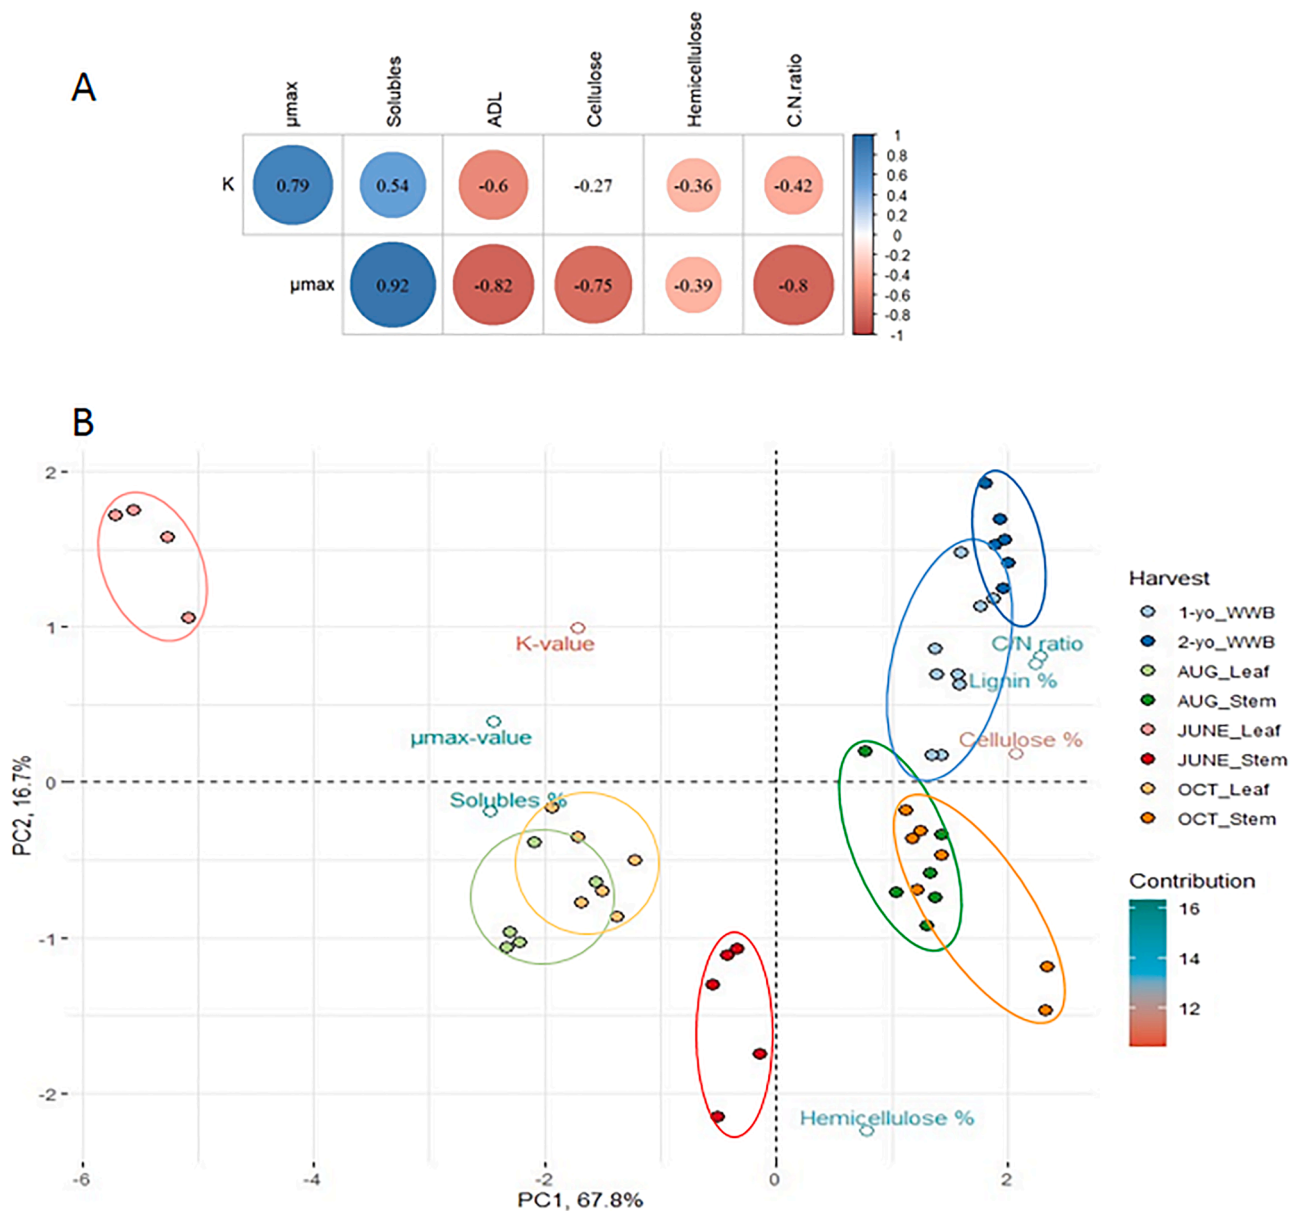 A
μmax
Solubles
ADL
Cellulose
Hemicellulose
C.N.ratio
K
0.79
0.54
-0.6
-0.27
-0.36
-0.42
μmax
0.92
-0.82
-0.75
-0.39
-0.8
1
0.8
0.6
0.4
0.2
0
-0.2
-0.4
-0.6
-0.8
-1
B
2
1
0
-1
-2
PC2, 16.7%
K-value
μmax-value
Solubles %
C/N ratio
Lignin %
Cellulose %
Hemicellulose %
-6
-4
-2
0
2
PC1, 67.8%
Harvest
1-yo_WWB
2-yo_WWB
AUG_Leaf
AUG_Stem
JUNE_Leaf
JUNE_Stem
OCT_Leaf
OCT_Stem
Contribution
16
14
12